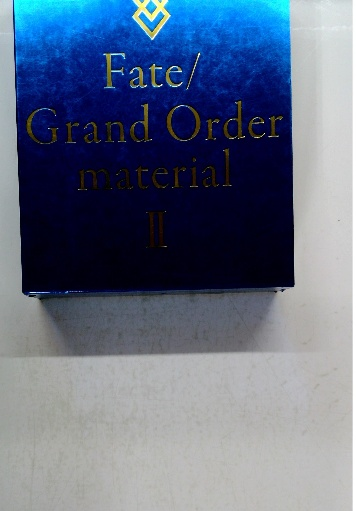 Fate/
Grand Order
material
II